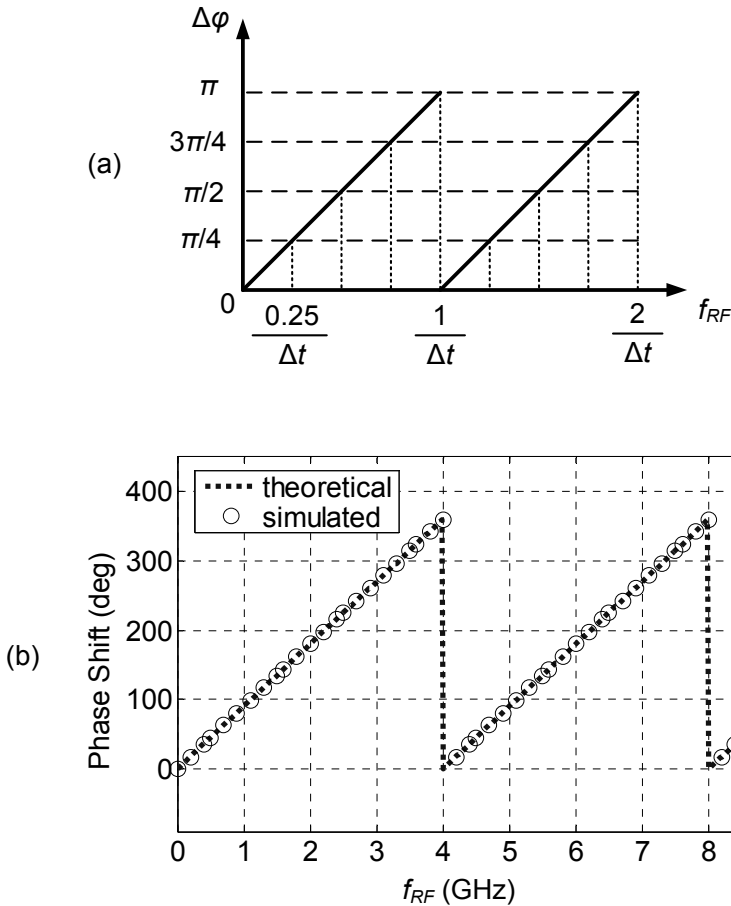 Δφ
π
3π/4
(a)
π/2
π/4
0
0.25/Δt
1/Δt
2/Δt
f_RF
theoretical
simulated
400
300
200
100
0
Phase Shift (deg)
(b)
0 1 2 3 4 5 6 7 8
f_RF (GHz)